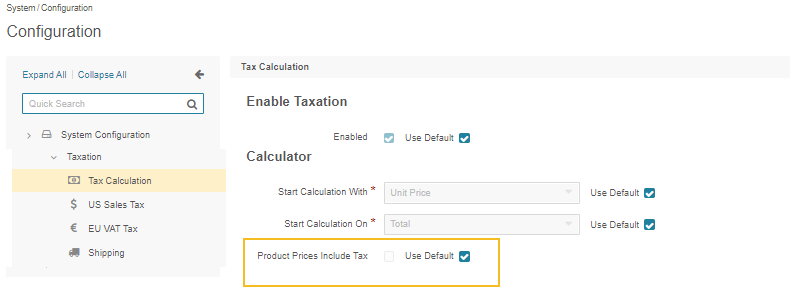 System / Configuration
Configuration
Expand All | Collapse All
Quick Search
System Configuration
Taxation
Tax Calculation
US Sales Tax
EU VAT Tax
Shipping
Tax Calculation
Enable Taxation
Enabled Use Default
Calculator
Start Calculation With * Unit Price Use Default
Start Calculation On * Total Use Default
Product Prices Include Tax Use Default